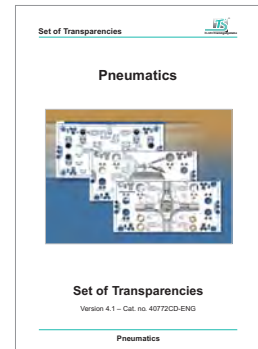 Set of Transparencies
Pneumatics
Set of Transparencies
Version 4.1 – Cat. no. 40772CD-ENG
Pneumatics